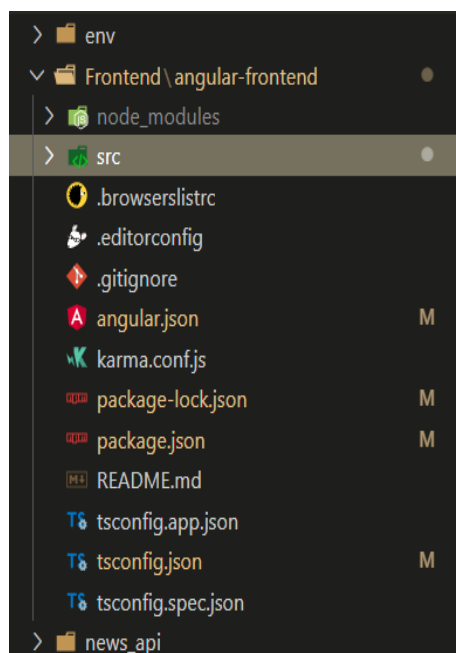 env
Frontend\angular-frontend
node_modules
src
.browserslistrc
.editorconfig
.gitignore
angular.json M
karma.conf.js
package-lock.json M
package.json M
README.md
tsconfig.app.json
tsconfig.json M
tsconfig.spec.json
news_api